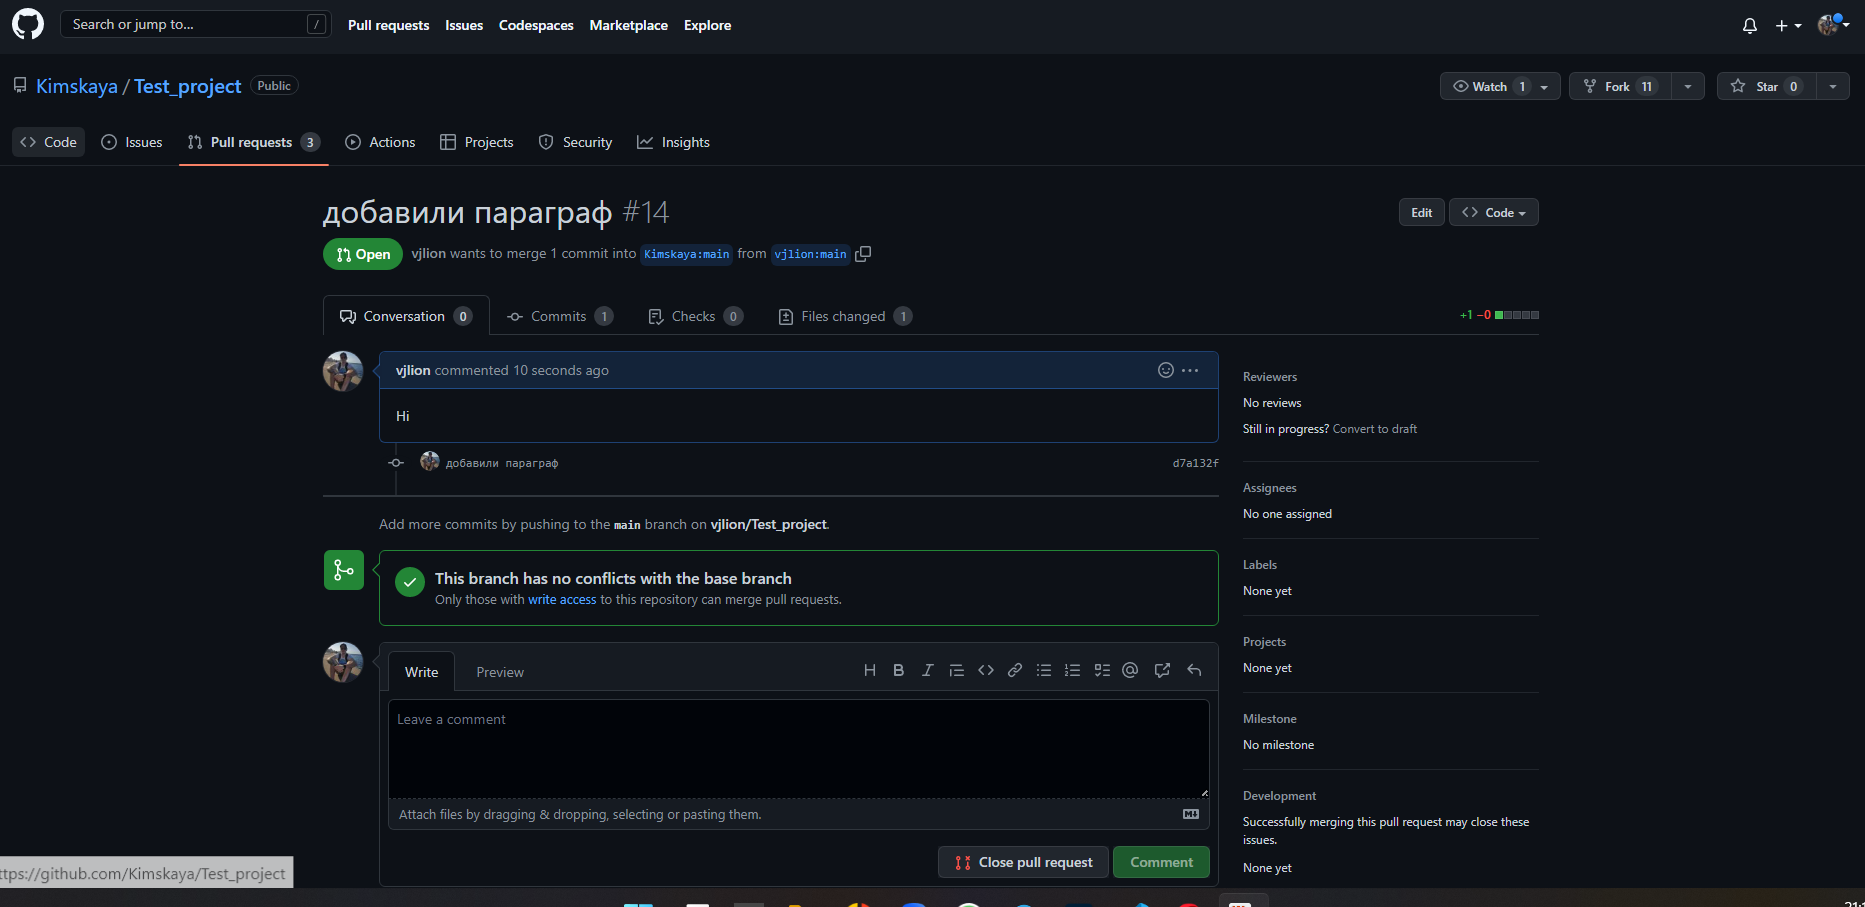 Search or jump to... /
Pull requests Issues Codespaces Marketplace Explore
Kimskaya / Test_project Public
Watch 1 Fork 11 Star 0
Code Issues Pull requests 3 Actions Projects Security Insights
добавили параграф #14
Edit Code
Open vjlion wants to merge 1 commit into Kimskaya:main from vjlion:main
Conversation 0 Commits 1 Checks 0 Files changed 1
+1 −0
vjlion commented 10 seconds ago
Hi
добавили параграф d7a132f
Add more commits by pushing to the main branch on vjlion/Test_project.
This branch has no conflicts with the base branch
Only those with write access to this repository can merge pull requests.
Write Preview
Leave a comment
Attach files by dragging & dropping, selecting or pasting them.
Close pull request Comment
Reviewers
No reviews
Still in progress? Convert to draft
Assignees
No one assigned
Labels
None yet
Projects
None yet
Milestone
No milestone
Development
Successfully merging this pull request may close these
issues.
None yet
ttps://github.com/Kimskaya/Test_project